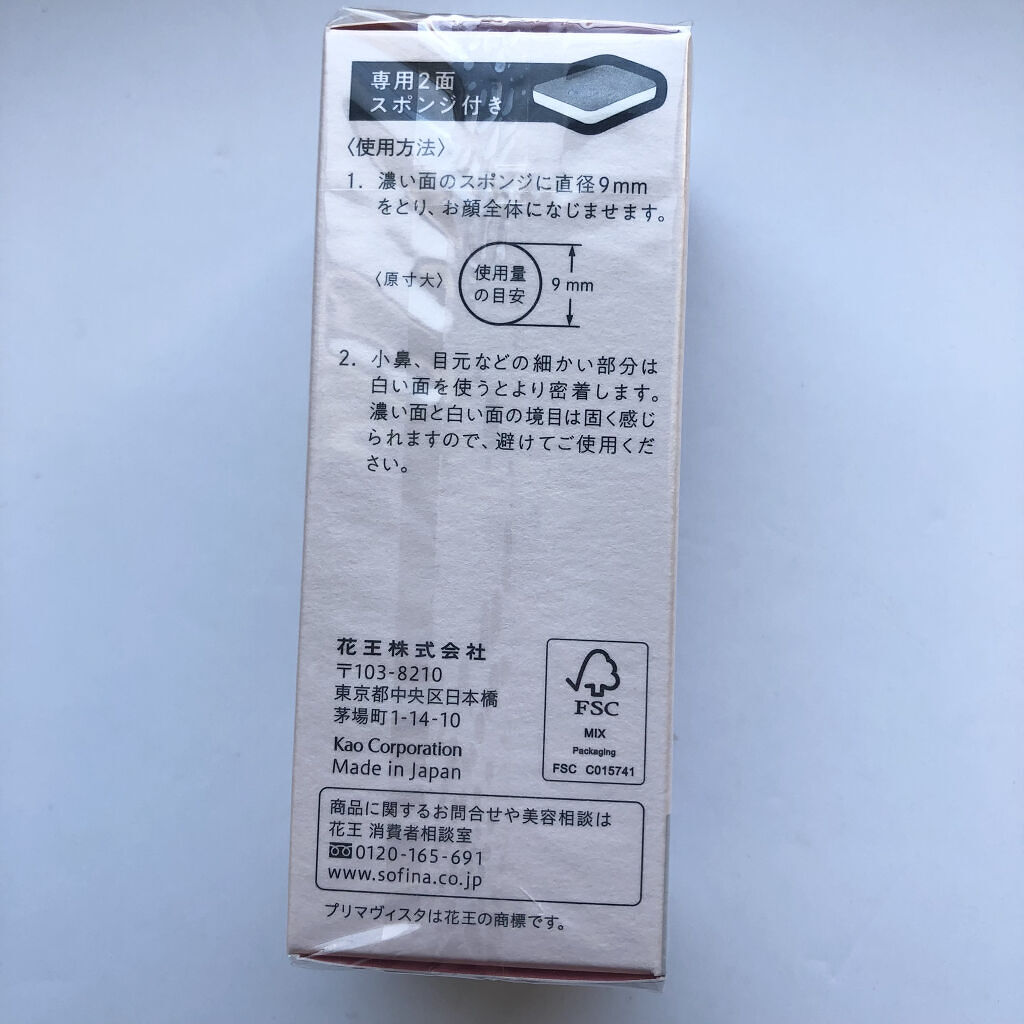 専用2面
スポンジ付き
〈使用方法〉
1. 濃い面のスポンジに直径9mm
をとり、お顔全体になじませます。
〈原寸大〉
使用量
の目安
9 mm
2. 小鼻、目元などの細かい部分は
白い面を使うとより密着します。
濃い面と白い面の境目は固く感じ
られますので、避けてご使用くだ
さい。
花王株式会社
〒103-8210
東京都中央区日本橋
茅場町1-14-10
Kao Corporation
Made in Japan
FSC
MIX
Packaging
FSC C015741
商品に関するお問合せや美容相談は
花王 消費者相談室
0120-165-691
www.sofina.co.jp
プリマヴィスタは花王の商標です。